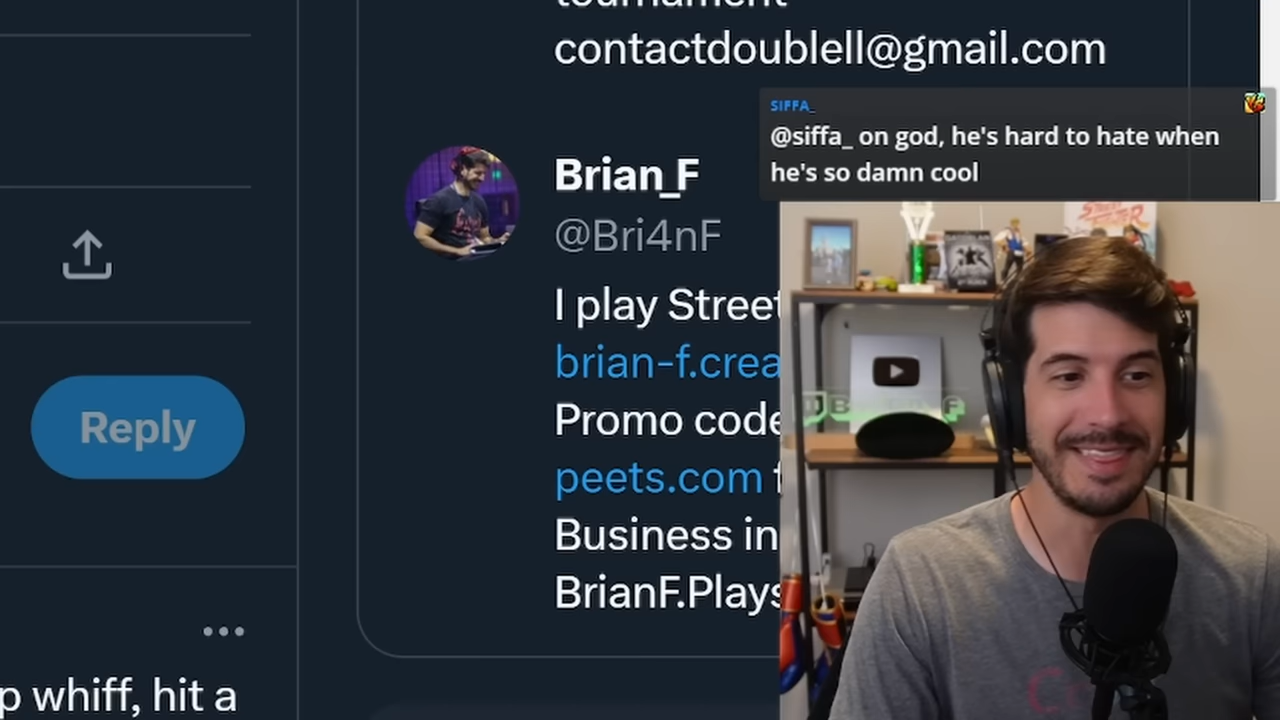 contactdoublell@gmail.com
SIFFA_
@siffa_ on god, he's hard to hate when
he's so damn cool
Brian_F
@Bri4nF
I play Street
brian-f.crea
Promo code
peets.com
Business in
BrianF.Plays
Reply
p whiff, hit a